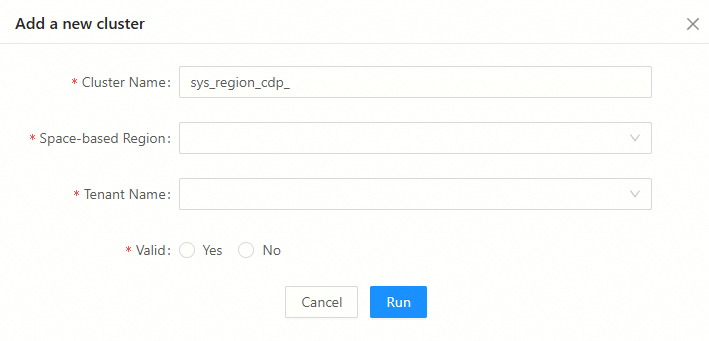 Add a new cluster
* Cluster Name: sys_region_cdp_
* Space-based Region:
* Tenant Name:
* Valid: Yes No
Cancel Run